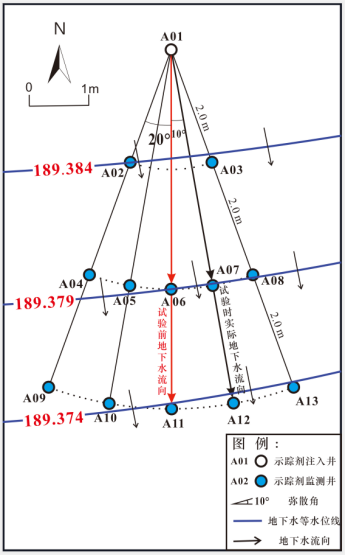 A01
N
0 1m
2.0m
20° 10°
A02 A03
189.384
2.0m
A04 A05 A06 A07 A08
189.379
试验前地下水流向
试验时实际地下水流向
2.0m
A09 A10 A11 A12 A13
189.374
图 例:
A01 示踪剂注入井
A02 示踪剂监测井
10° 弥散角
地下水等水位线
地下水流向